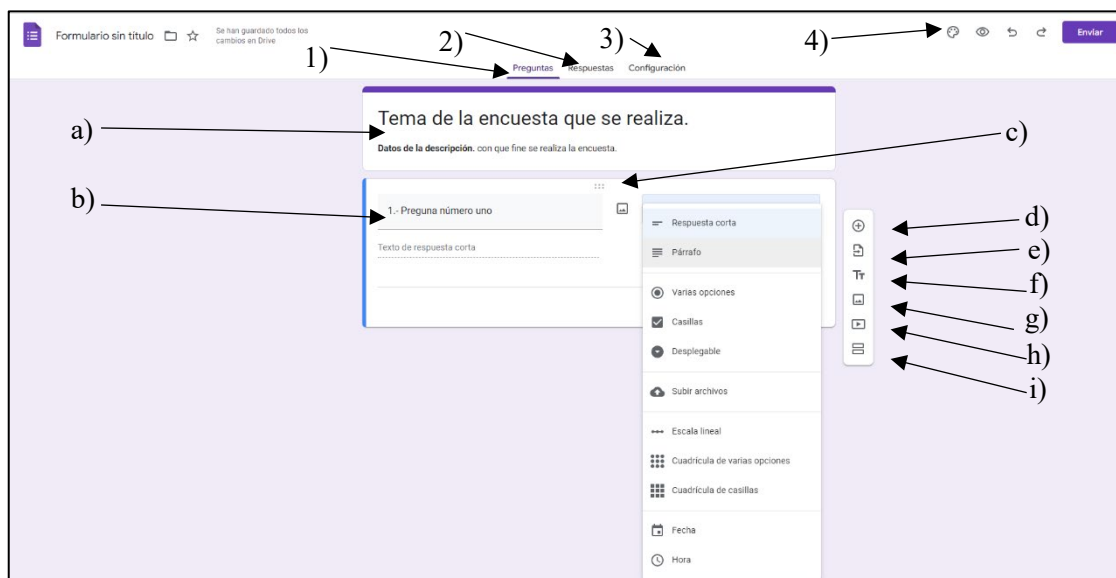 Formulario sin título
Se han guardado todos los
cambios en Drive
Enviar
1)
2)
3)
4)
Preguntas
Respuestas
Configuración
a)
Tema de la encuesta que se realiza.
Datos de la descripción. con que fine se realiza la encuesta.
c)
b)
1.- Preguna número uno
Texto de respuesta corta
Respuesta corta
Párrafo
Varias opciones
Casillas
Desplegable
Subir archivos
Escala lineal
Cuadrícula de varias opciones
Cuadrícula de casillas
Fecha
Hora
d)
e)
Tт
f)
g)
h)
i)